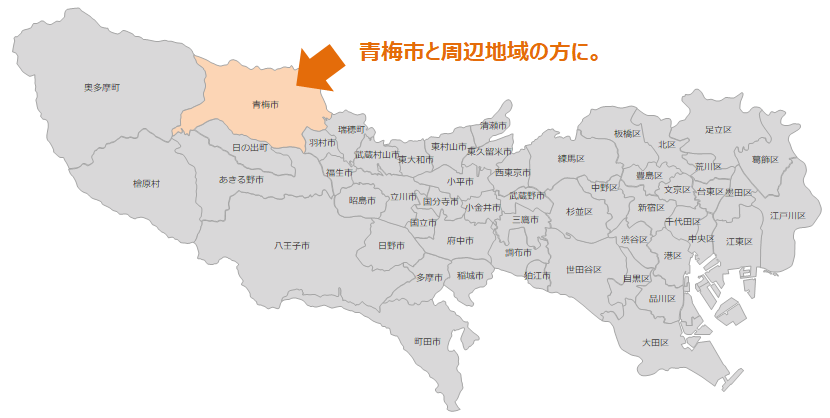 青梅市と周辺地域の方に。
奥多摩町
青梅市
瑞穂町
清瀬市
板橋区
足立区
羽村市
武蔵村山市
東大和市
東村山市
東久留米市
練馬区
北区
荒川区
葛飾区
日の出町
福生市
小平市
西東京市
豊島区
檜原村
あきる野市
昭島市
立川市
国分寺市
小金井市
武蔵野市
中野区
文京区
台東区
墨田区
国立市
三鷹市
杉並区
新宿区
千代田区
江戸川区
八王子市
日野市
府中市
調布市
渋谷区
港区
中央区
江東区
多摩市
稲城市
狛江市
世田谷区
目黒区
品川区
町田市
大田区